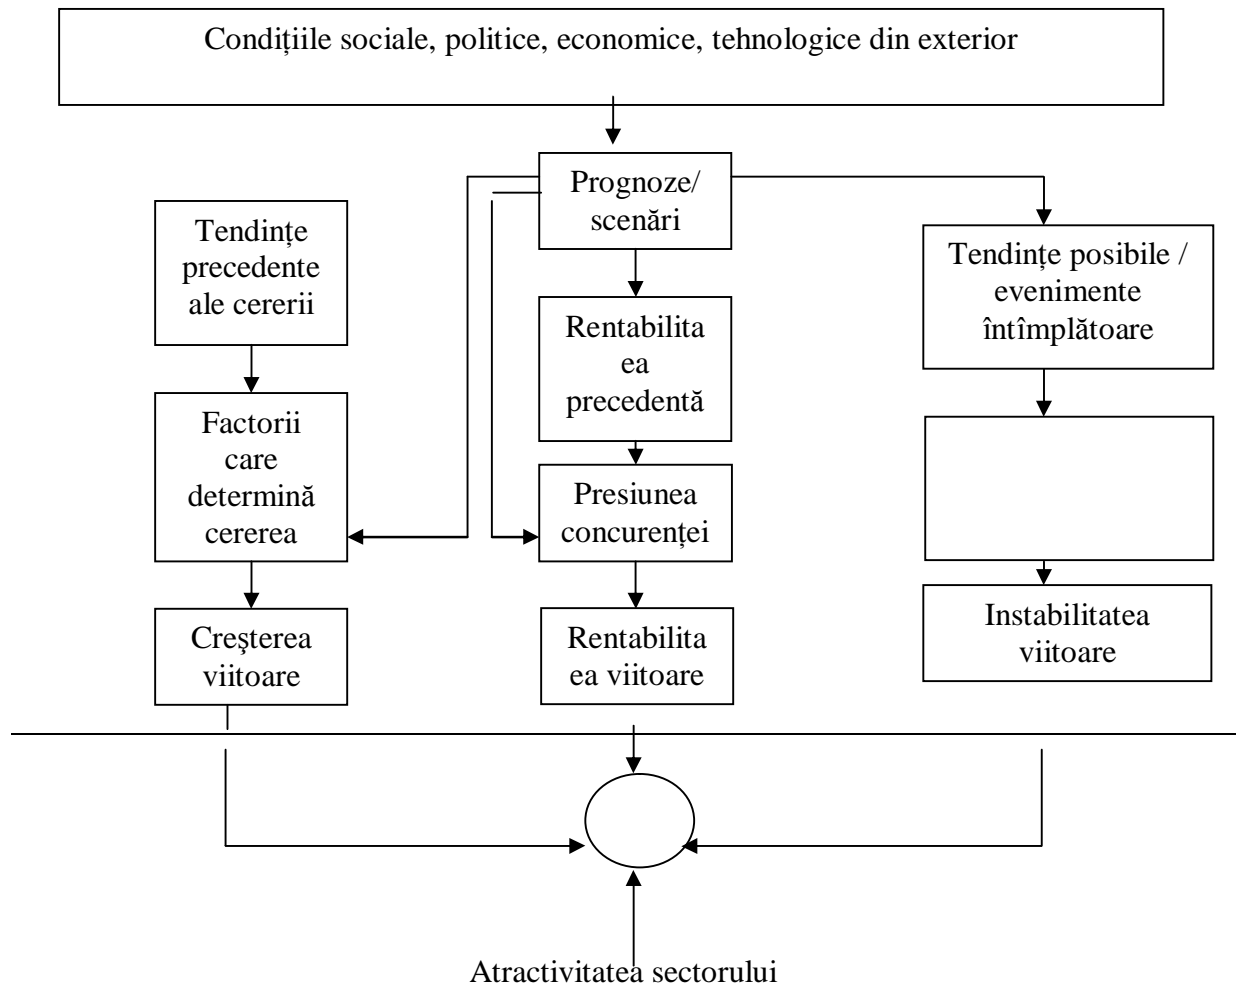 Condițiile sociale, politice, economice, tehnologice din exterior
Prognoze/
scenări
Tendințe
precedente
ale cererii
Tendințe posibile /
evenimente
întîmplătoare
Rentabilita
ea
precedentă
Factorii
care
determină
cererea
Presiunea
concurenței
Creşterea
viitoare
Rentabilita
ea viitoare
Instabilitatea
viitoare
Atractivitatea sectorului